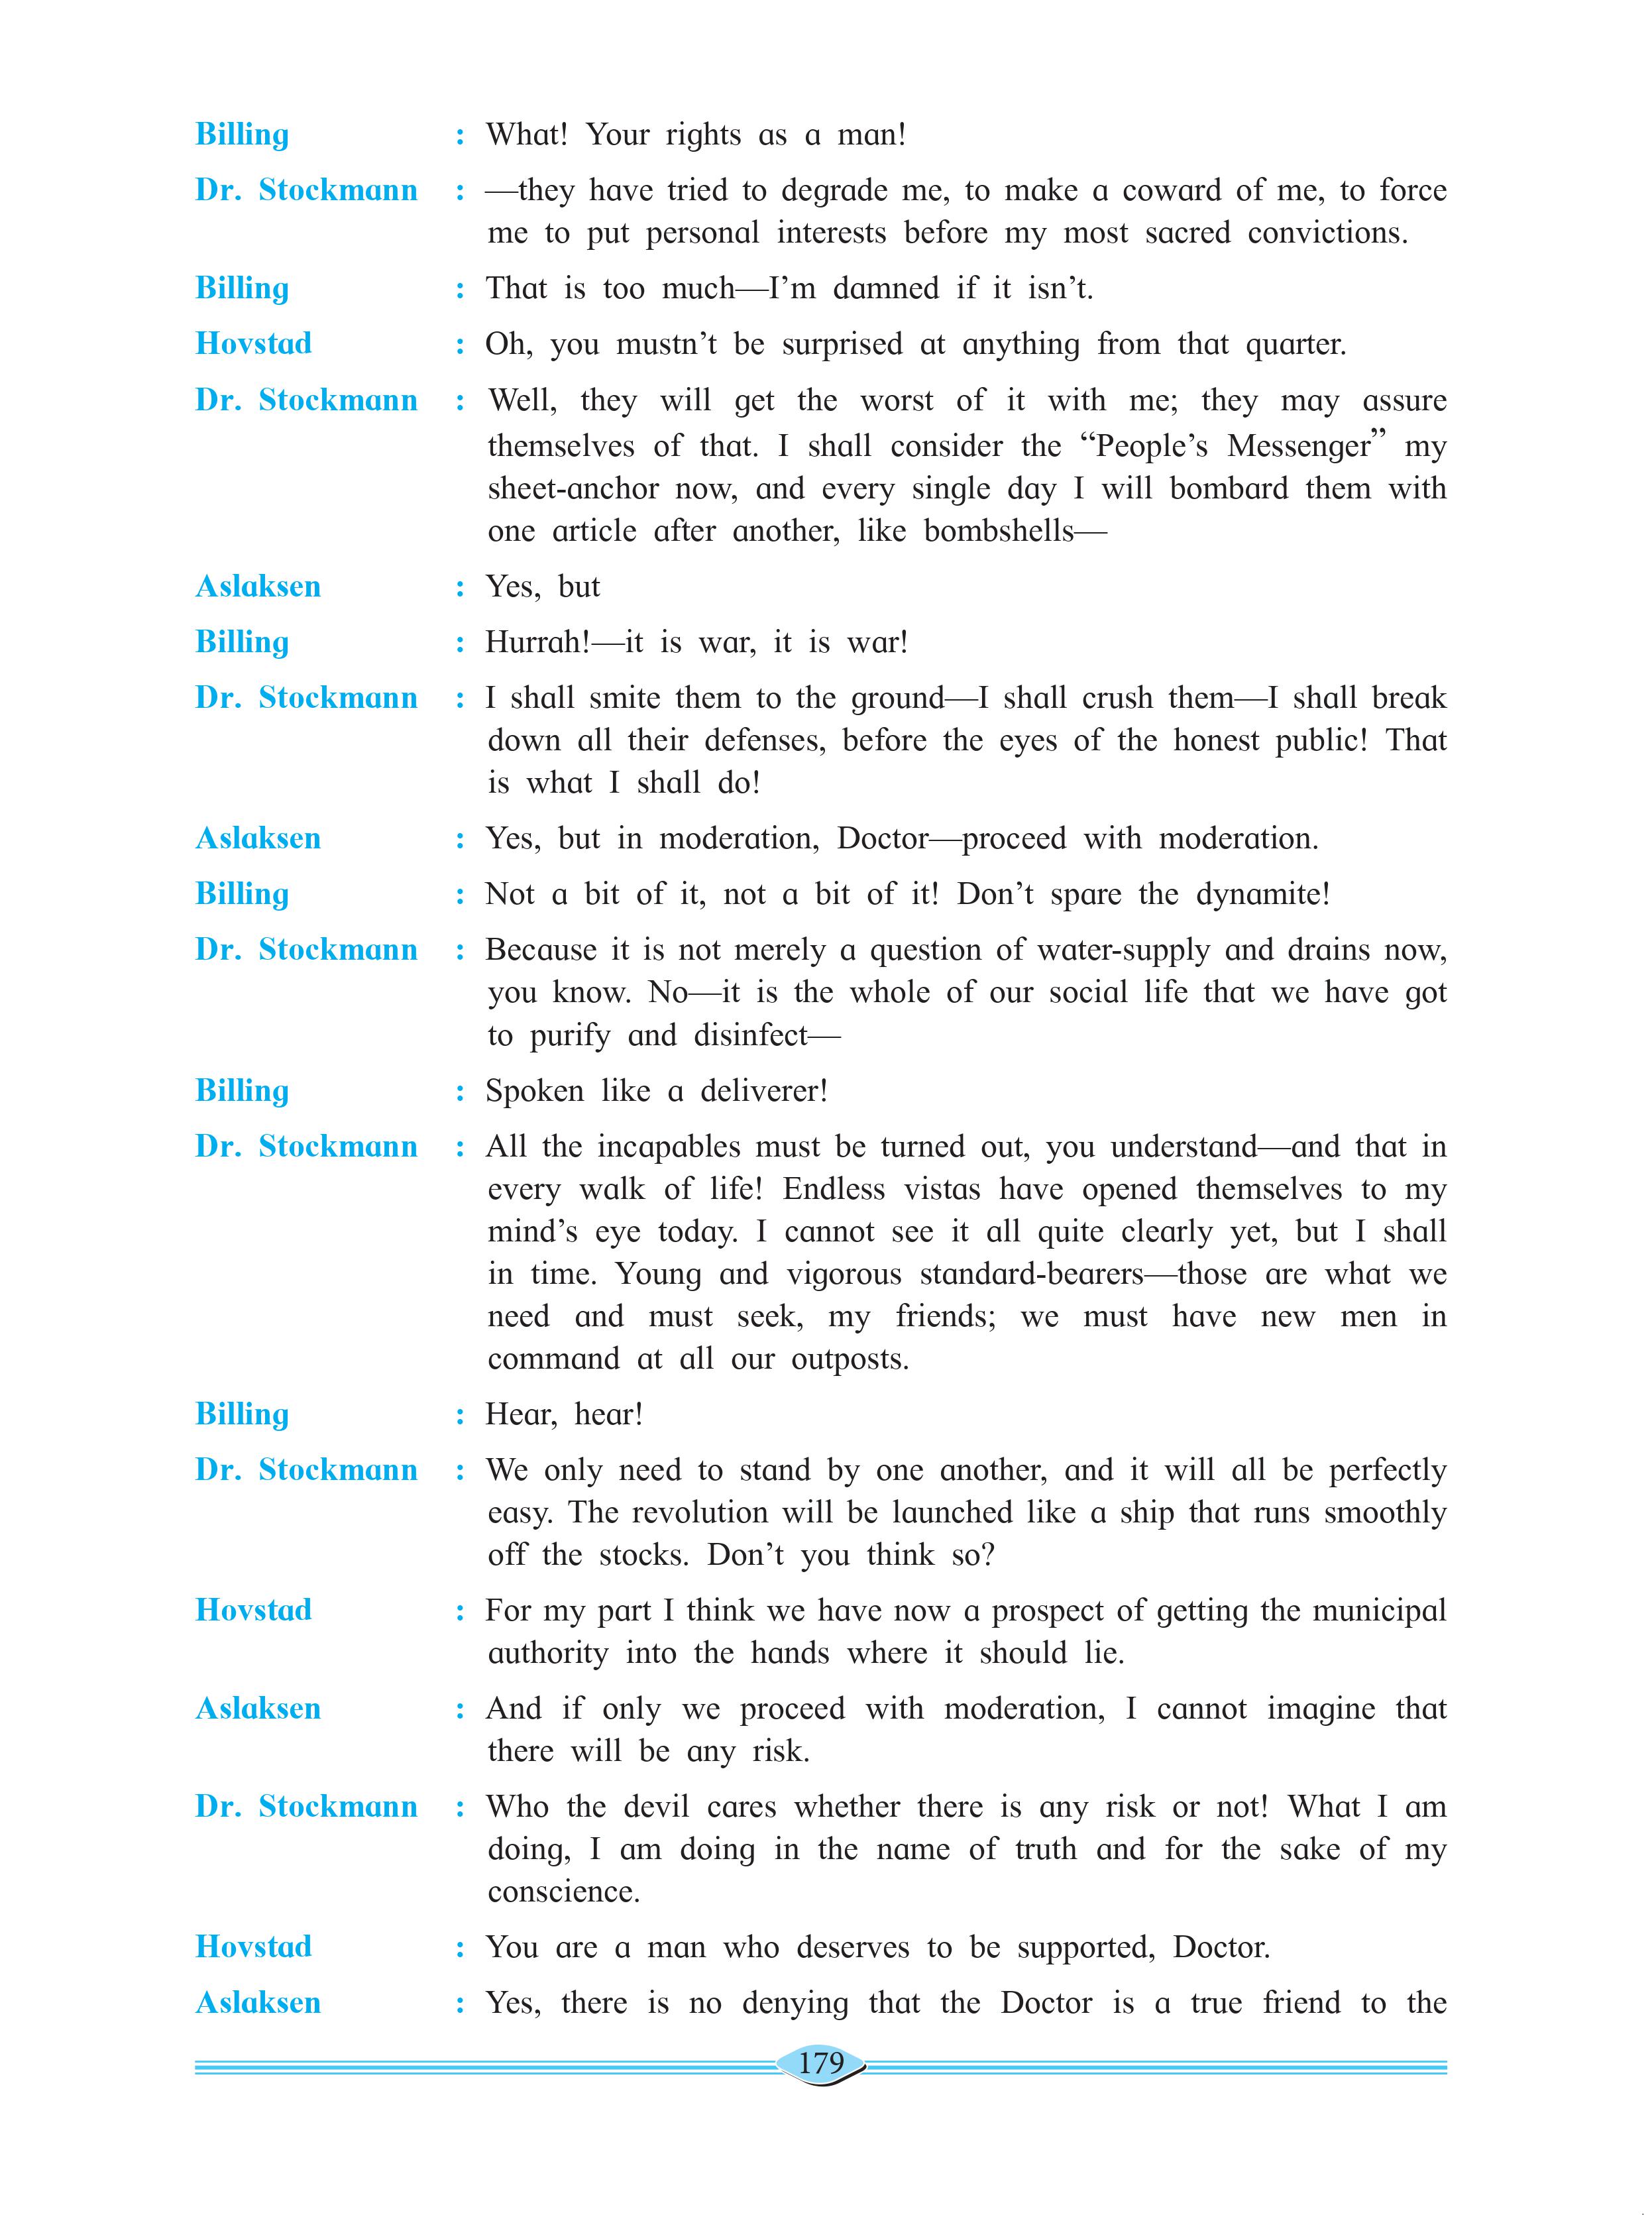 Billing : What! Your rights as a man!
Dr. Stockmann : —they have tried to degrade me, to make a coward of me, to force
me to put personal interests before my most sacred convictions.
Billing : That is too much—I’m damned if it isn’t.
Hovstad : Oh, you mustn’t be surprised at anything from that quarter.
Dr. Stockmann : Well, they will get the worst of it with me; they may assure
themselves of that. I shall consider the “People’s Messenger” my
sheet-anchor now, and every single day I will bombard them with
one article after another, like bombshells—
Aslaksen : Yes, but
Billing : Hurrah!—it is war, it is war!
Dr. Stockmann : I shall smite them to the ground—I shall crush them—I shall break
down all their defenses, before the eyes of the honest public! That
is what I shall do!
Aslaksen : Yes, but in moderation, Doctor—proceed with moderation.
Billing : Not a bit of it, not a bit of it! Don’t spare the dynamite!
Dr. Stockmann : Because it is not merely a question of water-supply and drains now,
you know. No—it is the whole of our social life that we have got
to purify and disinfect—
Billing : Spoken like a deliverer!
Dr. Stockmann : All the incapables must be turned out, you understand—and that in
every walk of life! Endless vistas have opened themselves to my
mind’s eye today. I cannot see it all quite clearly yet, but I shall
in time. Young and vigorous standard-bearers—those are what we
need and must seek, my friends; we must have new men in
command at all our outposts.
Billing : Hear, hear!
Dr. Stockmann : We only need to stand by one another, and it will all be perfectly
easy. The revolution will be launched like a ship that runs smoothly
off the stocks. Don’t you think so?
Hovstad : For my part I think we have now a prospect of getting the municipal
authority into the hands where it should lie.
Aslaksen : And if only we proceed with moderation, I cannot imagine that
there will be any risk.
Dr. Stockmann : Who the devil cares whether there is any risk or not! What I am
doing, I am doing in the name of truth and for the sake of my
conscience.
Hovstad : You are a man who deserves to be supported, Doctor.
Aslaksen : Yes, there is no denying that the Doctor is a true friend to the
179